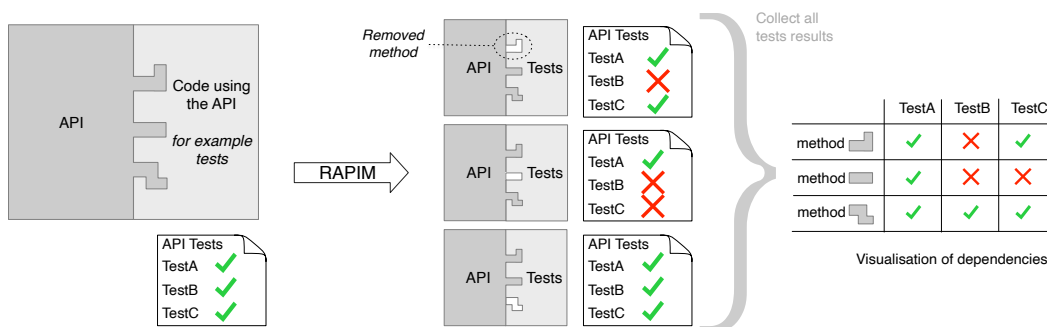 API
Code using
the API
for example
tests
API Tests
TestA
TestB
TestC
RAPIM
Removed
method
API
Tests
API Tests
TestA
TestB
TestC
API
Tests
API Tests
TestA
TestB
TestC
API
Tests
API Tests
TestA
TestB
TestC
Collect all
tests results
TestA TestB TestC
method
method
method
Visualisation of dependencies